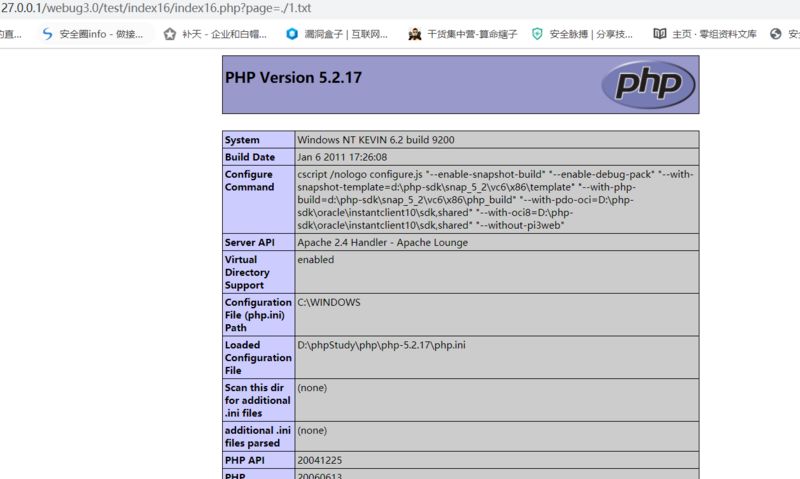 27.0.0.1/webug3.0/test/index16/index16.php?page=./1.txt
的直...
安全圈info - 做接...
补天 - 企业和白帽...
漏洞盒子 | 互联网...
干货集中营-算命瞎子
安全脉搏 | 分享技...
主页 · 零组资料文库
安全
PHP Version 5.2.17
php
System
Windows NT KEVIN 6.2 build 9200
Build Date
Jan 6 2011 17:26:08
Configure
Command
cscript /nologo configure.js "--enable-snapshot-build" "--enable-debug-pack" "--with-
snapshot-template=d:\php-sdk\snap_5_2\vc6\x86\template" "--with-php-
build=d:\php-sdk\snap_5_2\vc6\x86\php_build" "--with-pdo-oci=D:\php-
sdk\oracle\instantclient10\sdk,shared" "--with-oci8=D:\php-
sdk\oracle\instantclient10\sdk,shared" "--without-pi3web"
Server API
Apache 2.4 Handler - Apache Lounge
Virtual
Directory
Support
enabled
Configuration
File (php.ini)
Path
C:\WINDOWS
Loaded
Configuration
File
D:\phpStudy\php\php-5.2.17\php.ini
Scan this dir
for additional
.ini files
(none)
additional .ini
files parsed
(none)
PHP API
20041225
PHP
20060613